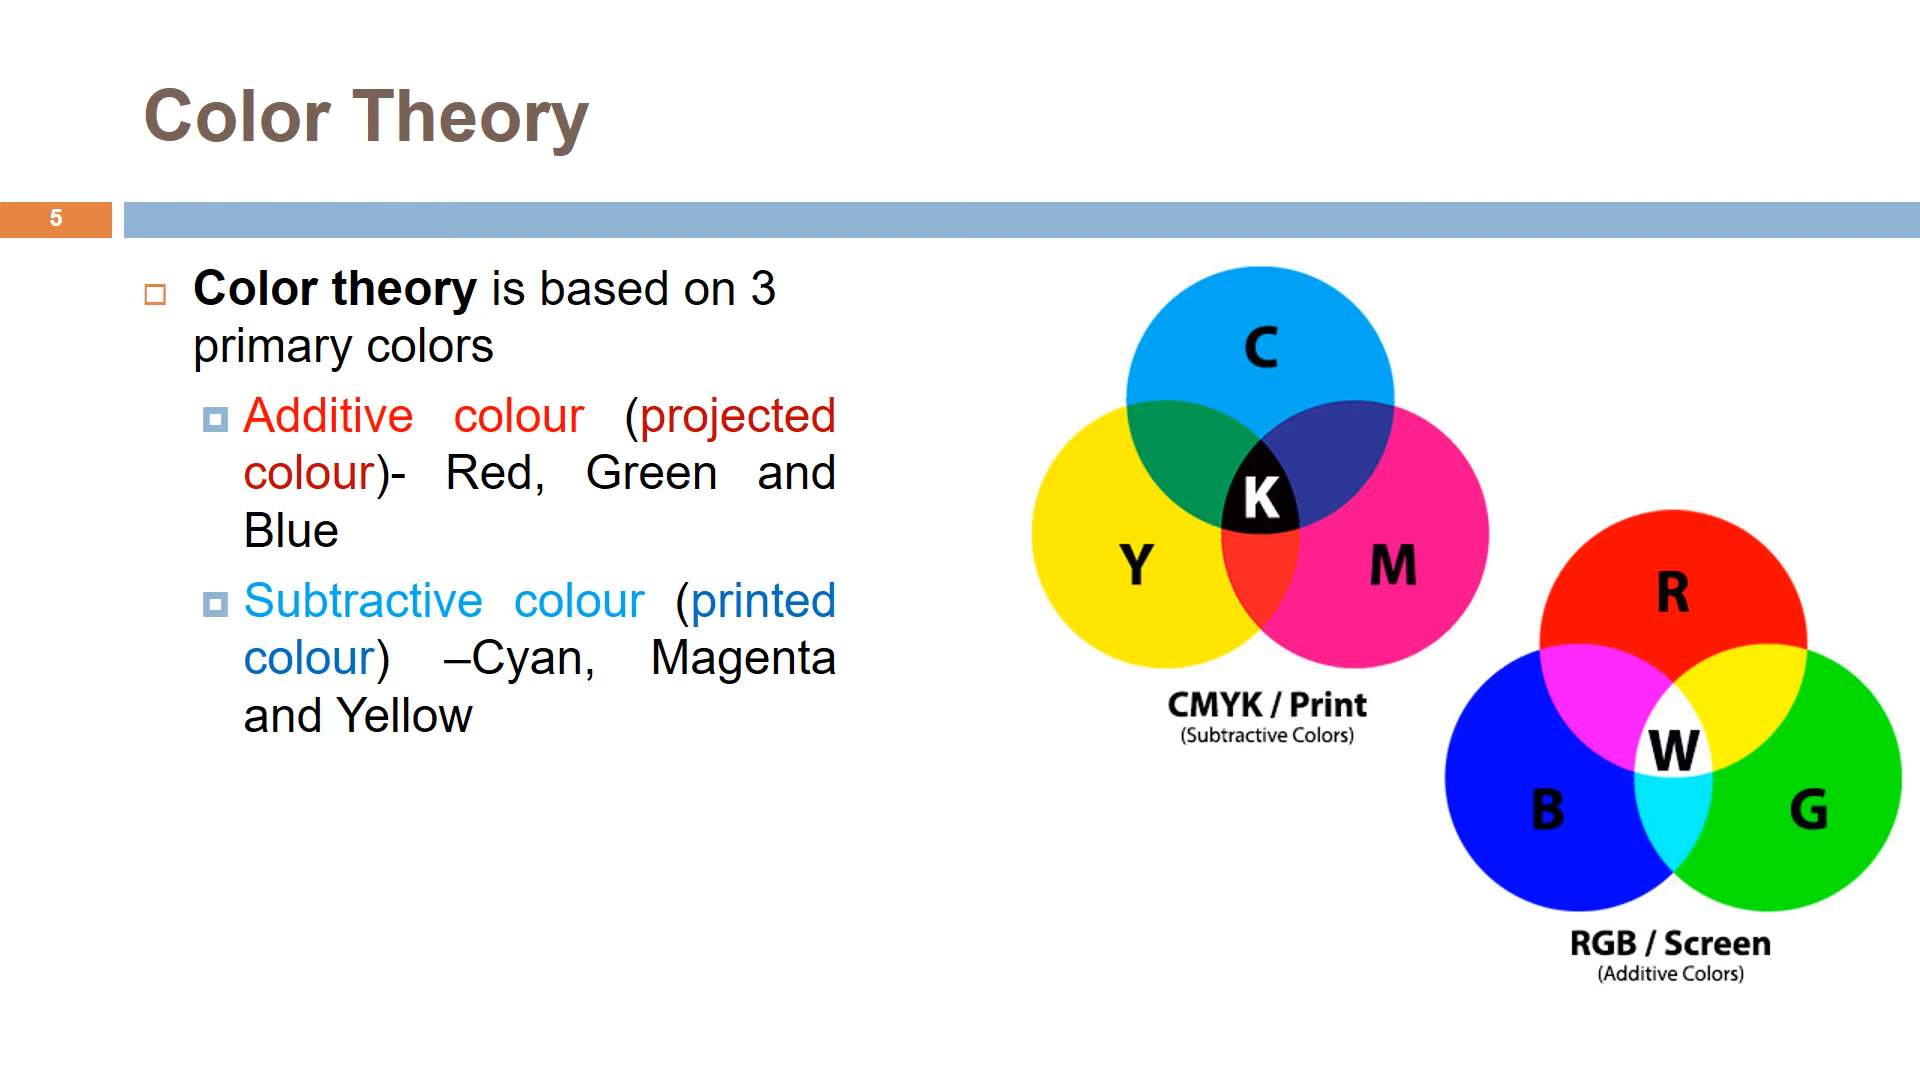 Color Theory
5
Color theory is based on 3
primary colors
Additive colour (projected
colour)- Red, Green and
Blue
Subtractive colour (printed
colour) –Cyan, Magenta
and Yellow
C
K
Y
M
CMYK / Print
(Subtractive Colors)
R
W
B
G
RGB / Screen
(Additive Colors)